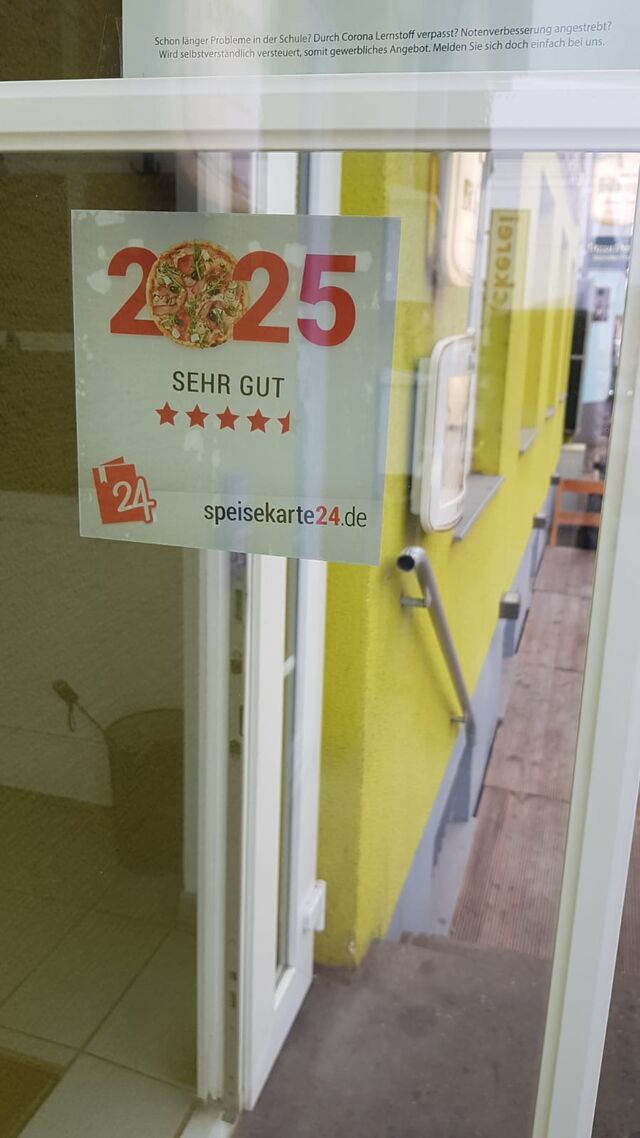 Schon länger Probleme in der Schule? Durch Corona Lernstoff verpasst? Notenverbesserung angestrebt?
Wird selbstverständlich versteuert, somit gewerbliches Angebot. Melden Sie sich doch einfach bei uns.
2025
SEHR GUT
24
speisekarte24.de
ckerei